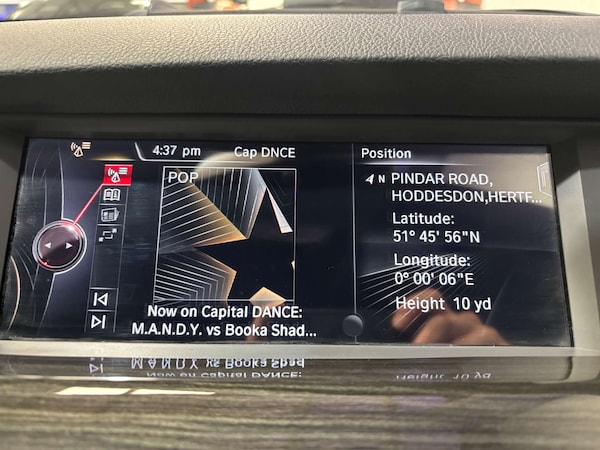 4:37 pm
Cap DNCE
POP
Now on Capital DANCE:
M.A.N.D.Y. vs Booka Shad...
Position
N PINDAR ROAD,
HODDESDON,HERTF...
Latitude:
51° 45' 56"N
Longitude:
0° 00' 06"E
Height 10 yd